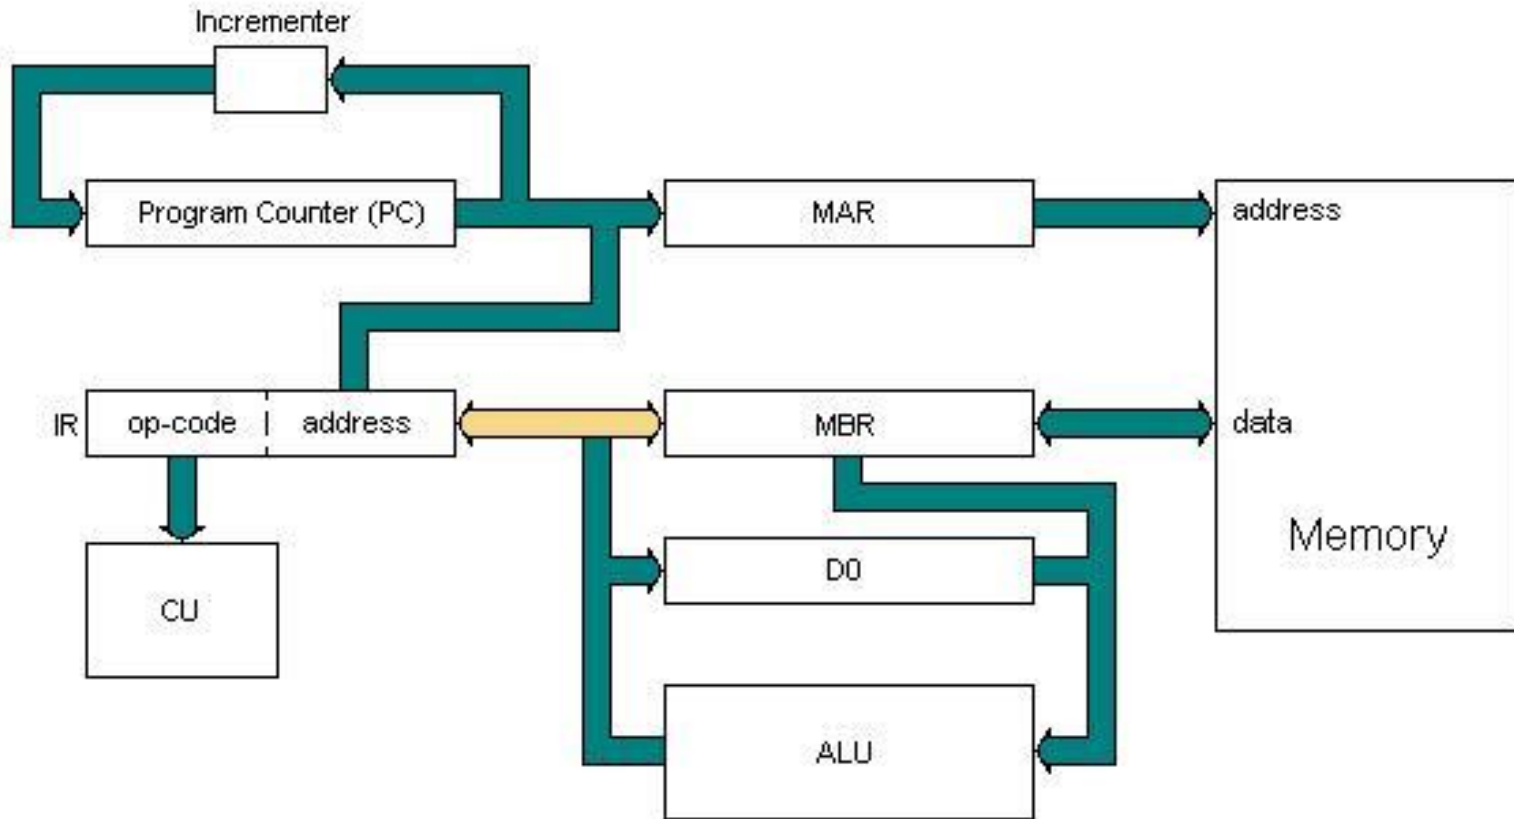 Incrementer
Program Counter (PC)
MAR
address
IR
op-code
address
MBR
data
Memory
D0
CU
ALU